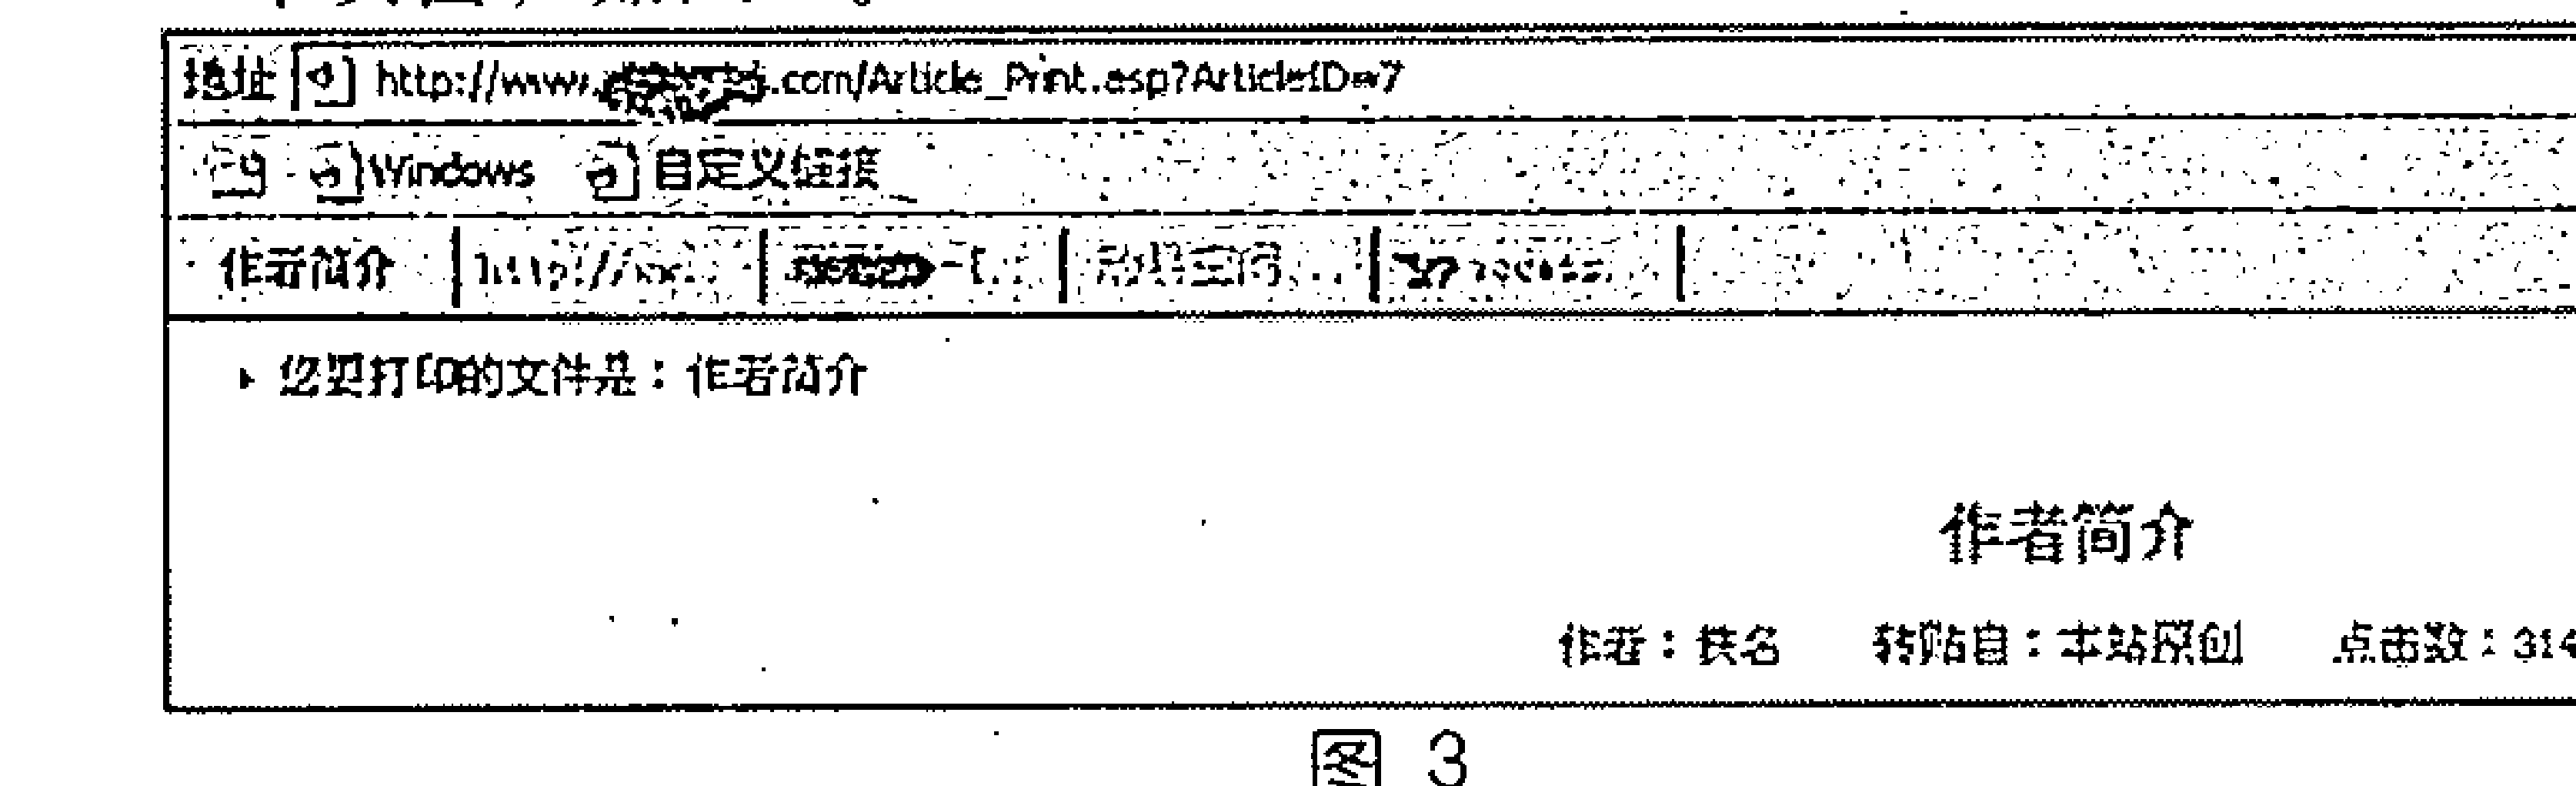 地址 http://www. .com/Article_Print.asp?ArticleID=7
Windows 自定义链接
作者简介 http://w...
您要打印的文件是：作者简介
作者简介
作者：佚名 转贴自：本站原创 点击数：314
图 3